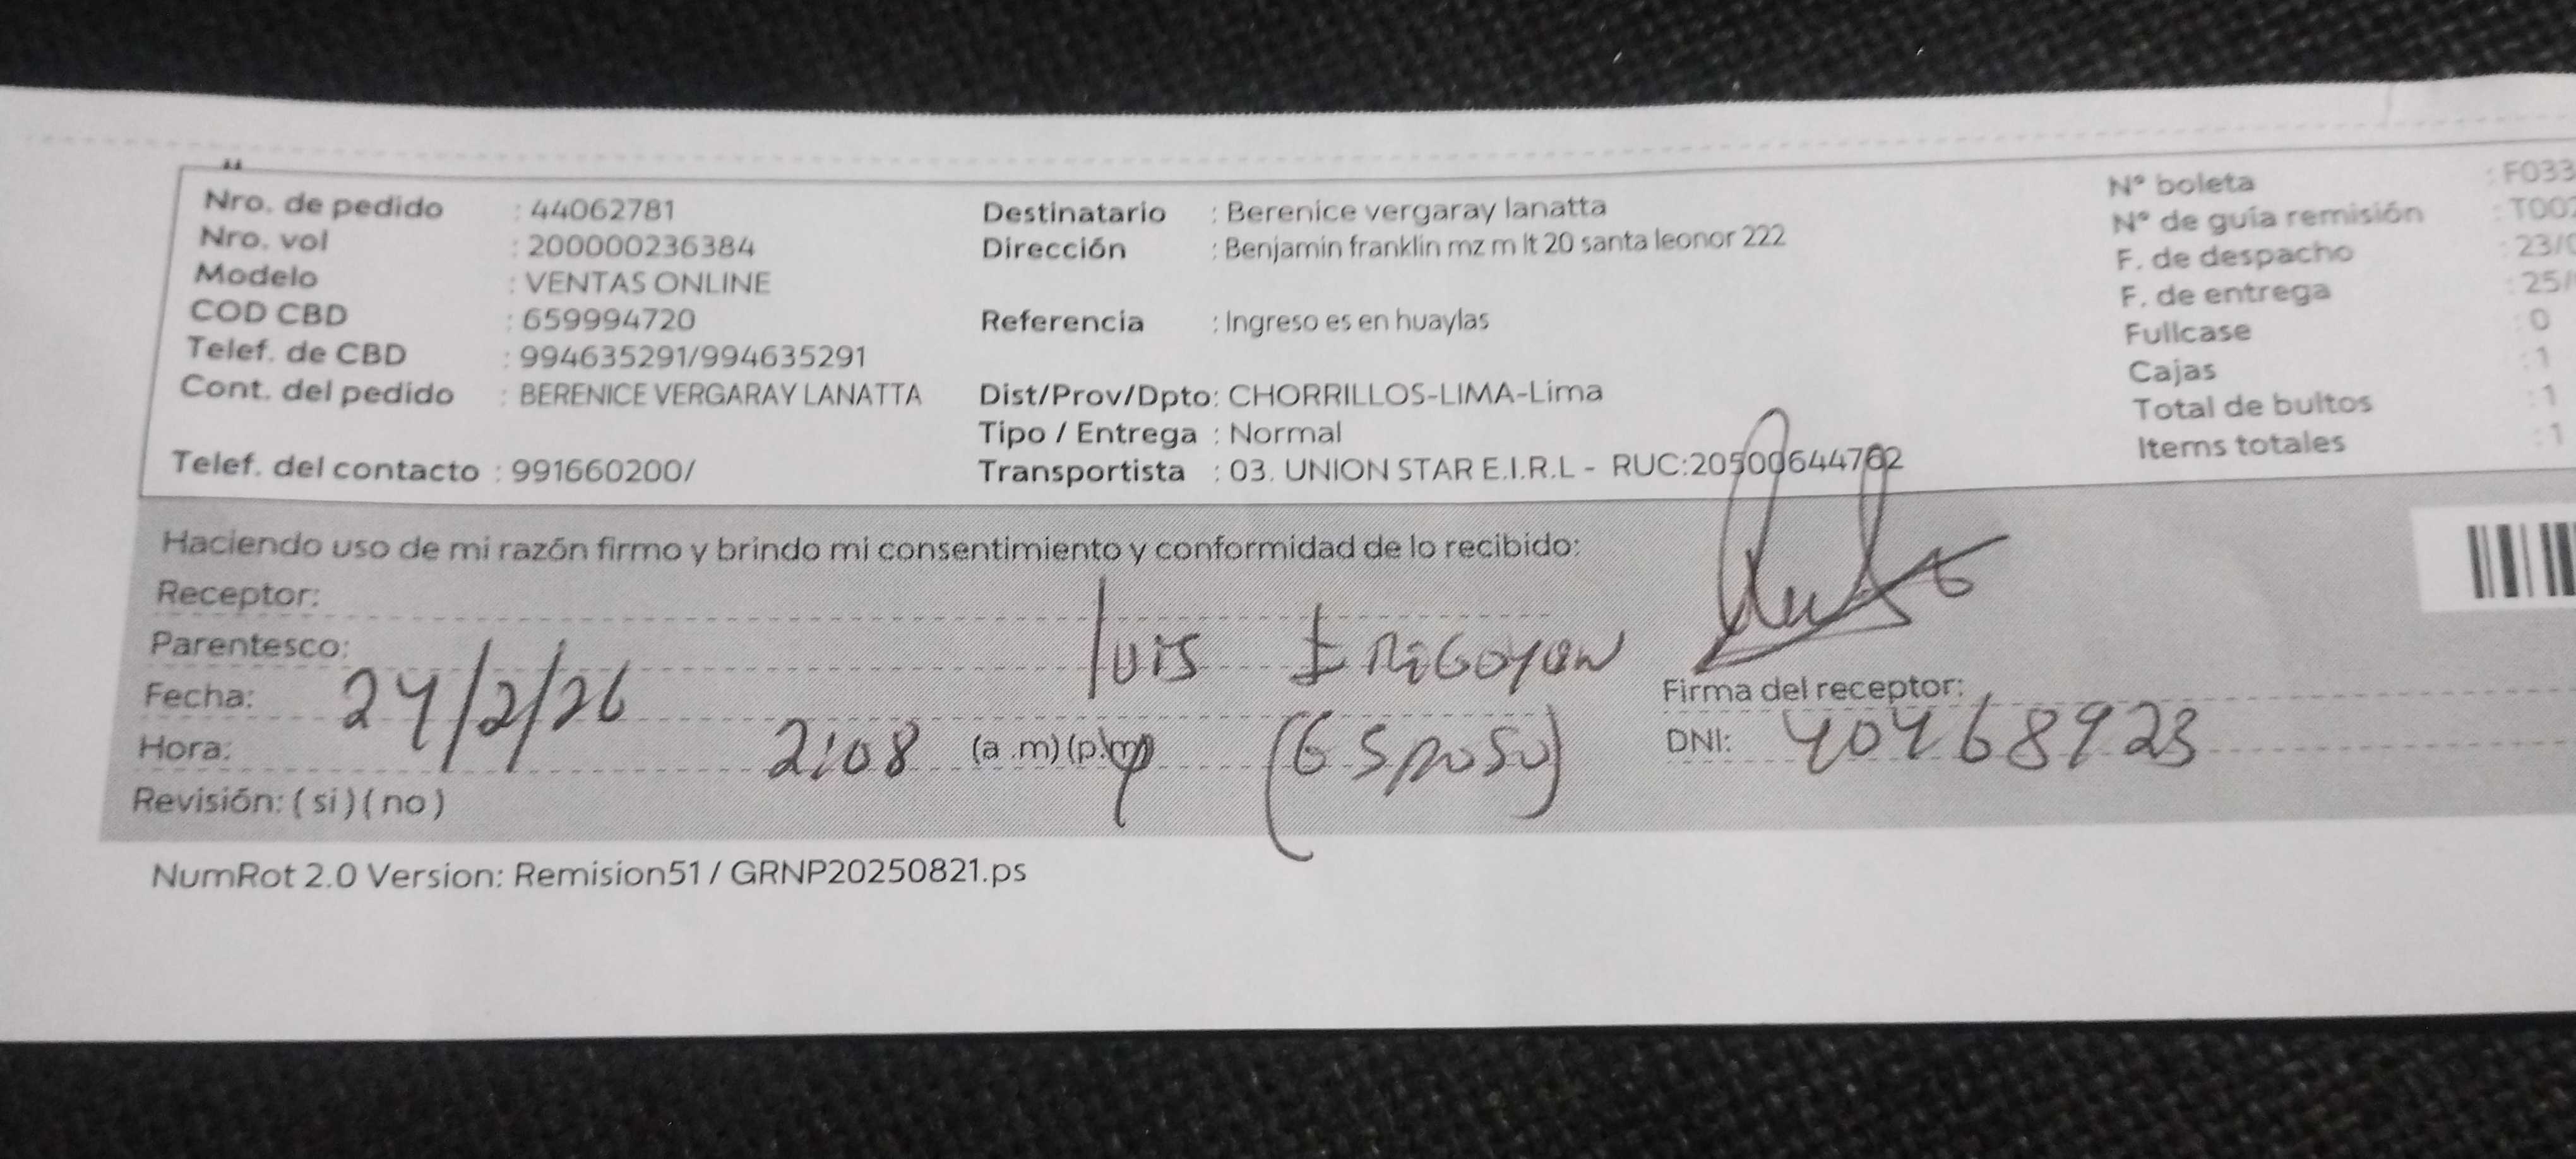 Nro. de pedido : 44062781
Nro. vol : 200000236384
Modelo : VENTAS ONLINE
COD CBD : 659994720
Telef. de CBD : 994635291/994635291
Cont. del pedido : BERENICE VERGARAY LANATTA
Telef. del contacto : 991660200/
Destinatario : Berenice vergaray lanatta
Dirección : Benjamin franklin mz m lt 20 santa leonor 222
Referencia : Ingreso es en huaylas
Dist/Prov/Dpto: CHORRILLOS-LIMA-Lima
Tipo / Entrega : Normal
Transportista : 03. UNION STAR E.I.R.L - RUC:20500644762
N° boleta : F033
N° de guía remisión : T002
F. de despacho : 23/0
F. de entrega : 25/
Fullcase : 0
Cajas : 1
Total de bultos : 1
Items totales : 1
Haciendo uso de mi razón firmo y brindo mi consentimiento y conformidad de lo recibido:
Receptor:
Parentesco: luis Irigoyen
Fecha: 24/2/26
Hora: 2:08 (a .m)(p.m) (Esposo)
Revisión: ( si ) ( no )
Firma del receptor:
DNI: 40468923
NumRot 2.0 Version: Remision51 / GRNP20250821.ps